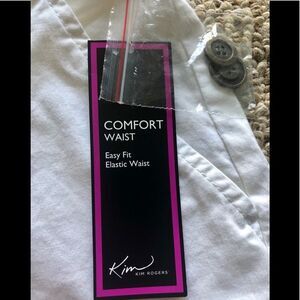 COMFORT
WAIST
Easy Fit
Elastic Waist
Kim
KIM ROGERS